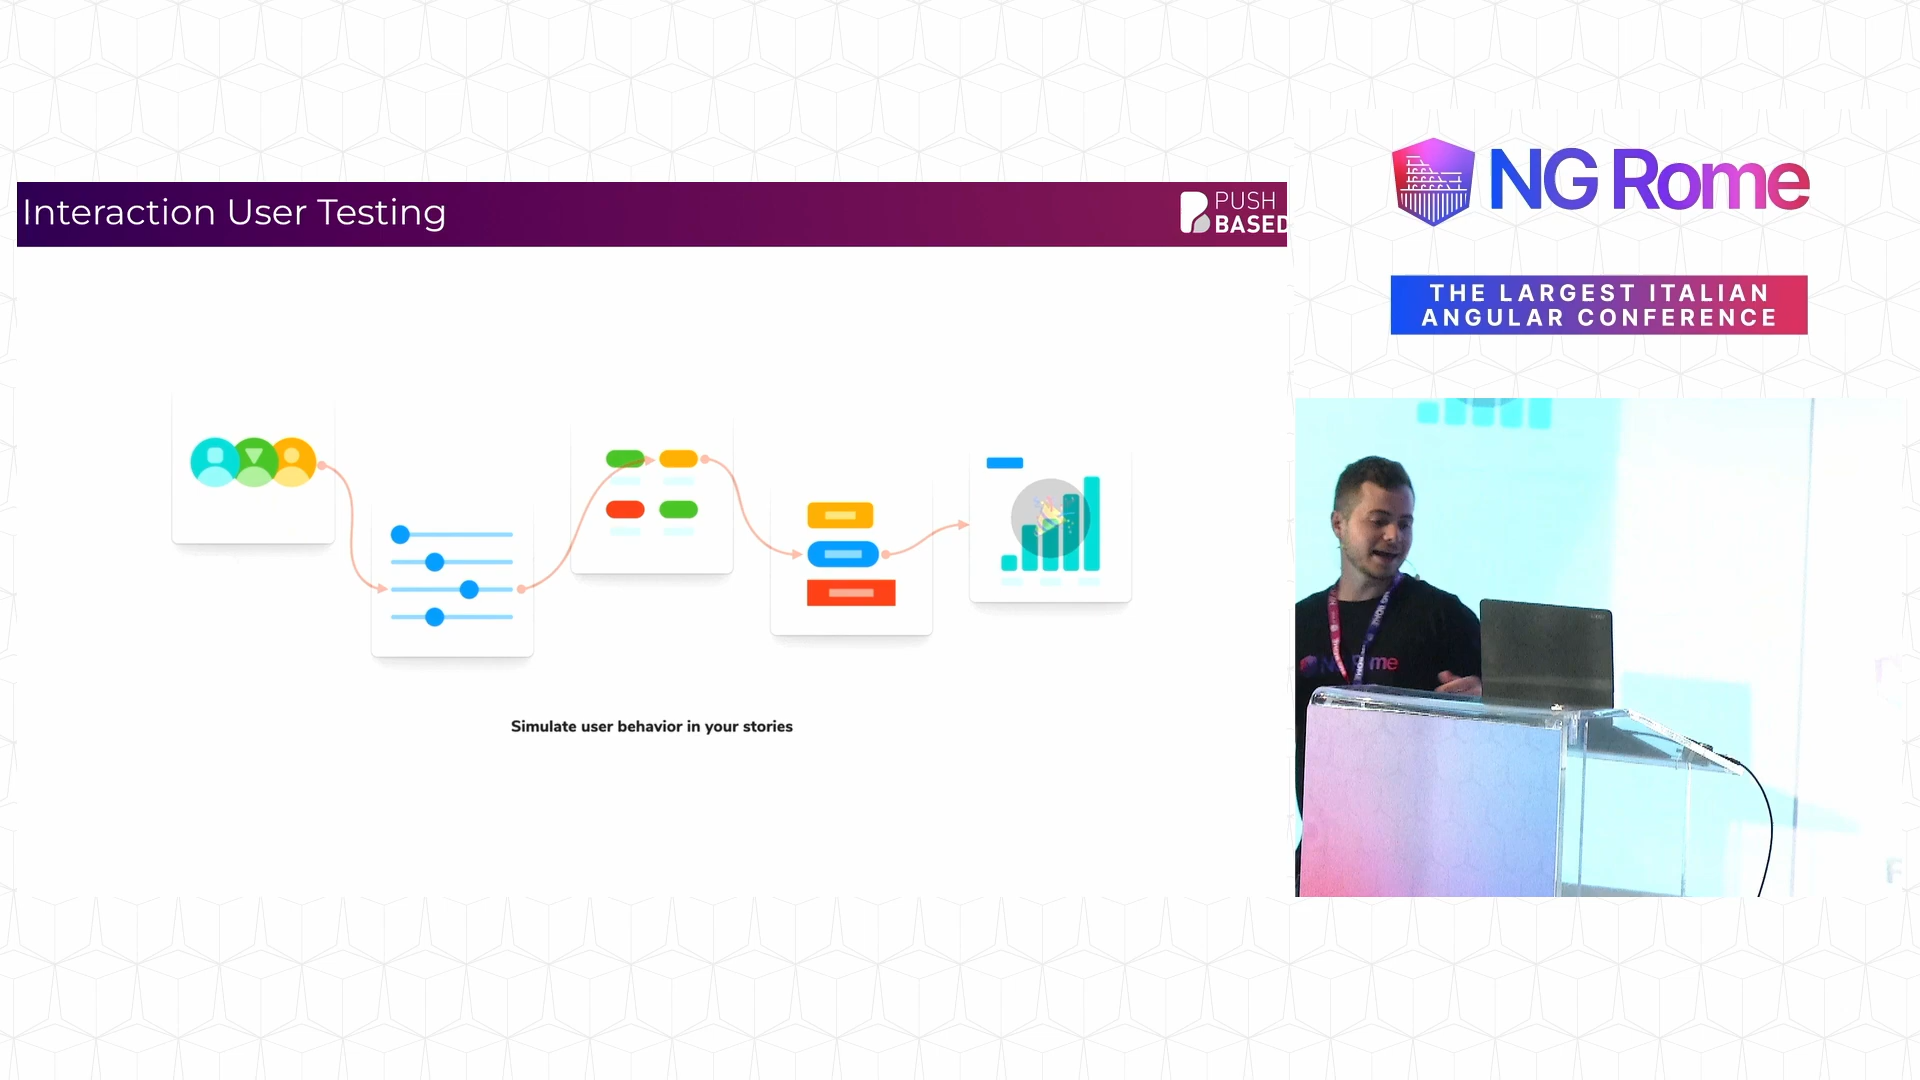 Interaction User Testing
PUSH
BASED
Simulate user behavior in your stories
NG Rome
THE LARGEST ITALIAN
ANGULAR CONFERENCE